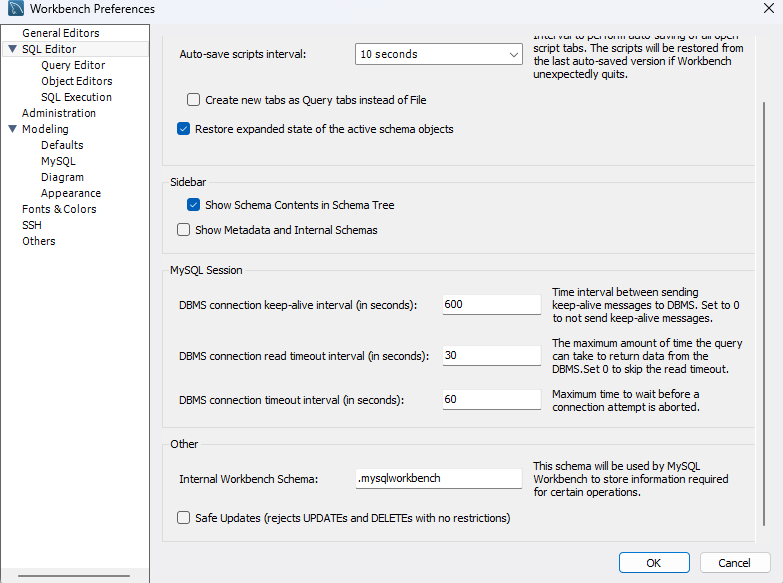 Workbench Preferences
General Editors
SQL Editor
Query Editor
Object Editors
SQL Execution
Administration
Modeling
Defaults
MySQL
Diagram
Appearance
Fonts & Colors
SSH
Others
Auto-save scripts interval:
10 seconds
Interval to perform auto-saving of all open
script tabs. The scripts will be restored from
the last auto-saved version if Workbench
unexpectedly quits.
Create new tabs as Query tabs instead of File
Restore expanded state of the active schema objects
Sidebar
Show Schema Contents in Schema Tree
Show Metadata and Internal Schemas
MySQL Session
DBMS connection keep-alive interval (in seconds):
600
Time interval between sending
keep-alive messages to DBMS. Set to 0
to not send keep-alive messages.
DBMS connection read timeout interval (in seconds):
30
The maximum amount of time the query
can take to return data from the
DBMS.Set 0 to skip the read timeout.
DBMS connection timeout interval (in seconds):
60
Maximum time to wait before a
connection attempt is aborted.
Other
Internal Workbench Schema:
.mysqlworkbench
This schema will be used by MySQL
Workbench to store information required
for certain operations.
Safe Updates (rejects UPDATEs and DELETEs with no restrictions)
OK
Cancel